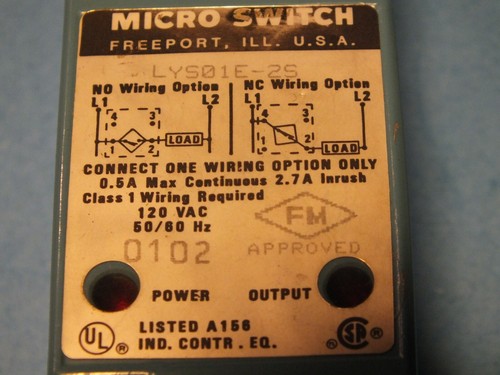 MICRO SWITCH
FREEPORT, ILL. U.S.A.
LYS01E-2S
NO Wiring Option NC Wiring Option
L1 L2 L1 L2
4 3 4 3
1 2 LOAD 1 2 LOAD
CONNECT ONE WIRING OPTION ONLY
0.5A Max Continuous 2.7A Inrush
Class 1 Wiring Required
120 VAC
50/60 Hz
FM
0102 APPROVED
POWER OUTPUT
UL ® LISTED A156 SA ®
IND. CONTR. EQ.